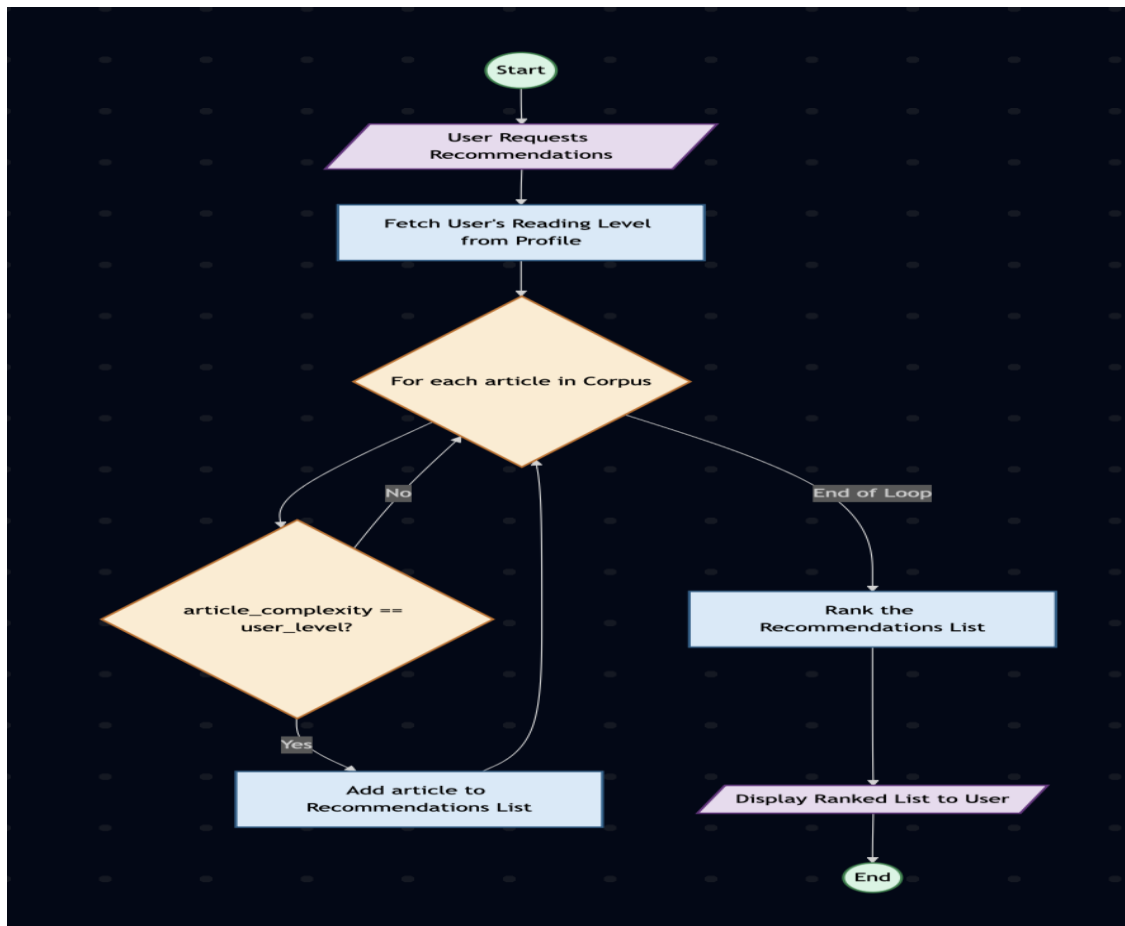 Start
User Requests
Recommendations
Fetch User's Reading Level
from Profile
For each article in Corpus
No
End of Loop
article_complexity ==
user_level?
Rank the
Recommendations List
Yes
Add article to
Recommendations List
Display Ranked List to User
End